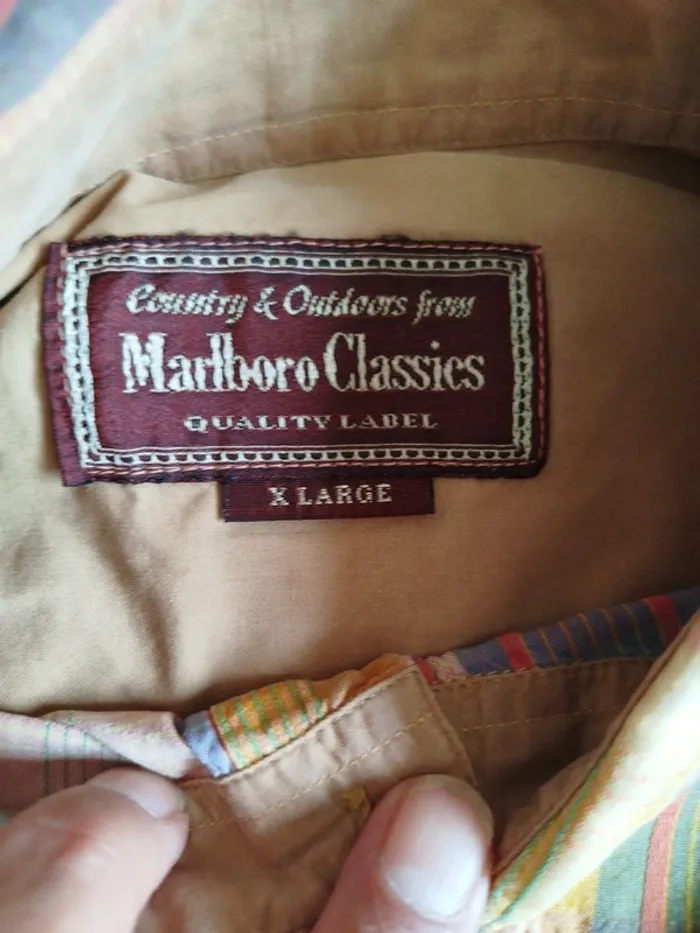 Country & Outdoors from
Marlboro Classics
QUALITY LABEL
X LARGE